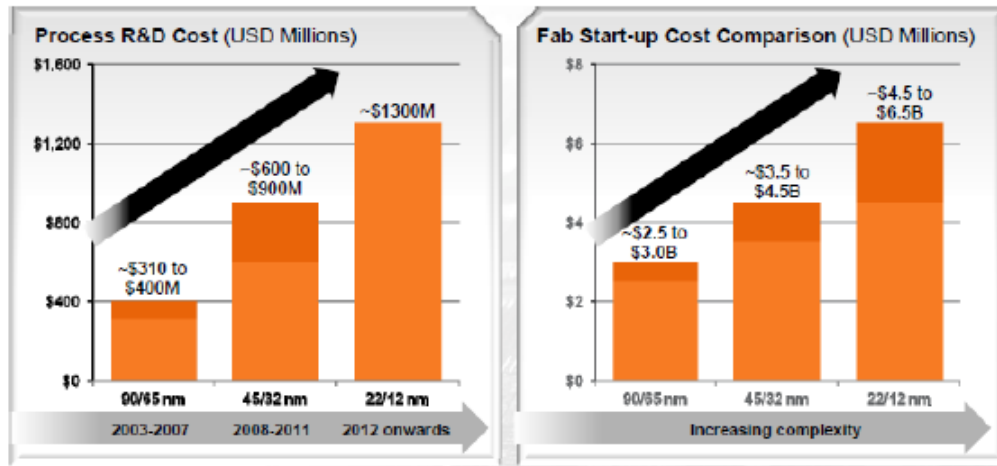 Process R&D Cost (USD Millions)
$1,600
$1,200
$800
$400
$0
~$310 to
$400M
~$600 to
$900M
~$1300M
90/65 nm
45/32 nm
22/12 nm
2003-2007
2008-2011
2012 onwards
Fab Start-up Cost Comparison (USD Millions)
$8
$6
$4
$2
$0
~$2.5 to
$3.0B
~$3.5 to
$4.5B
~$4.5 to
$6.5B
90/65nm
45/32 nm
22/12 nm
Increasing complexity